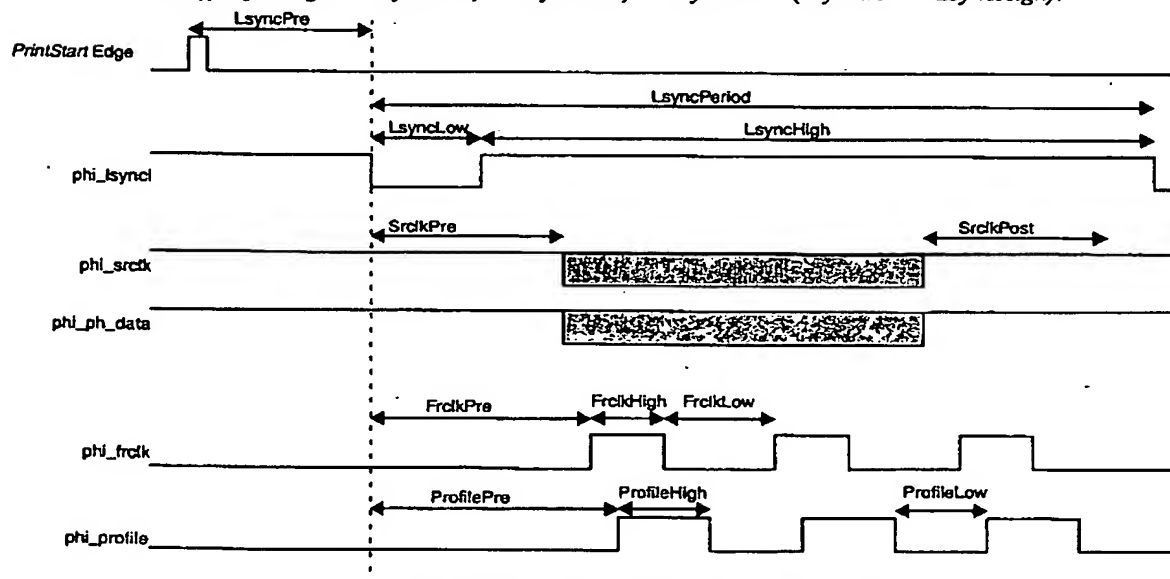 LsyncPre
PrintStart Edge
LsyncPeriod
LsyncLow
LsyncHigh
phi_lsyncl
SrclkPre
SrclkPost
phi_srclk
phi_ph_data
FrclkPre
FrclkHigh
FrclkLow
phi_frclk
ProfilePre
ProfileHigh
ProfileLow
phi_profile